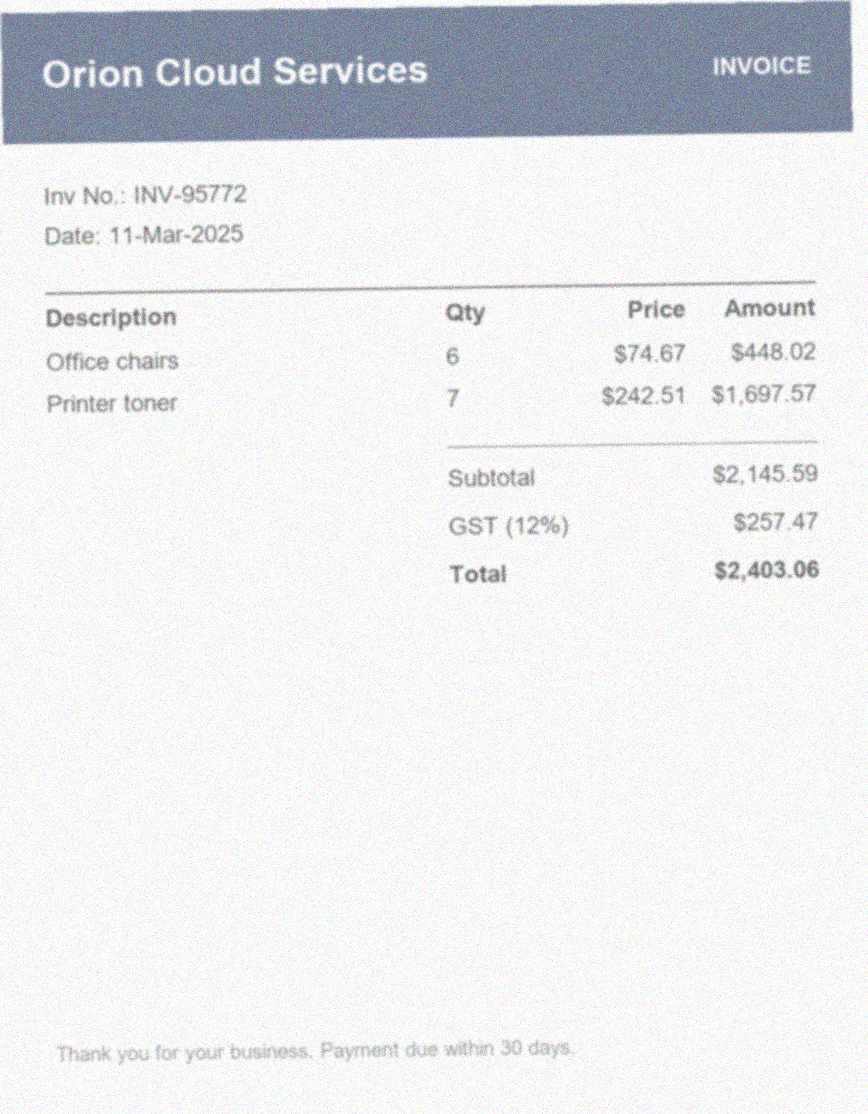 Orion Cloud Services INVOICE
Inv No.: INV-95772
Date: 11-Mar-2025
Description Qty Price Amount
Office chairs 6 $74.67 $448.02
Printer toner 7 $242.51 $1,697.57
Subtotal $2,145.59
GST (12%) $257.47
Total $2,403.06
Thank you for your business. Payment due within 30 days.